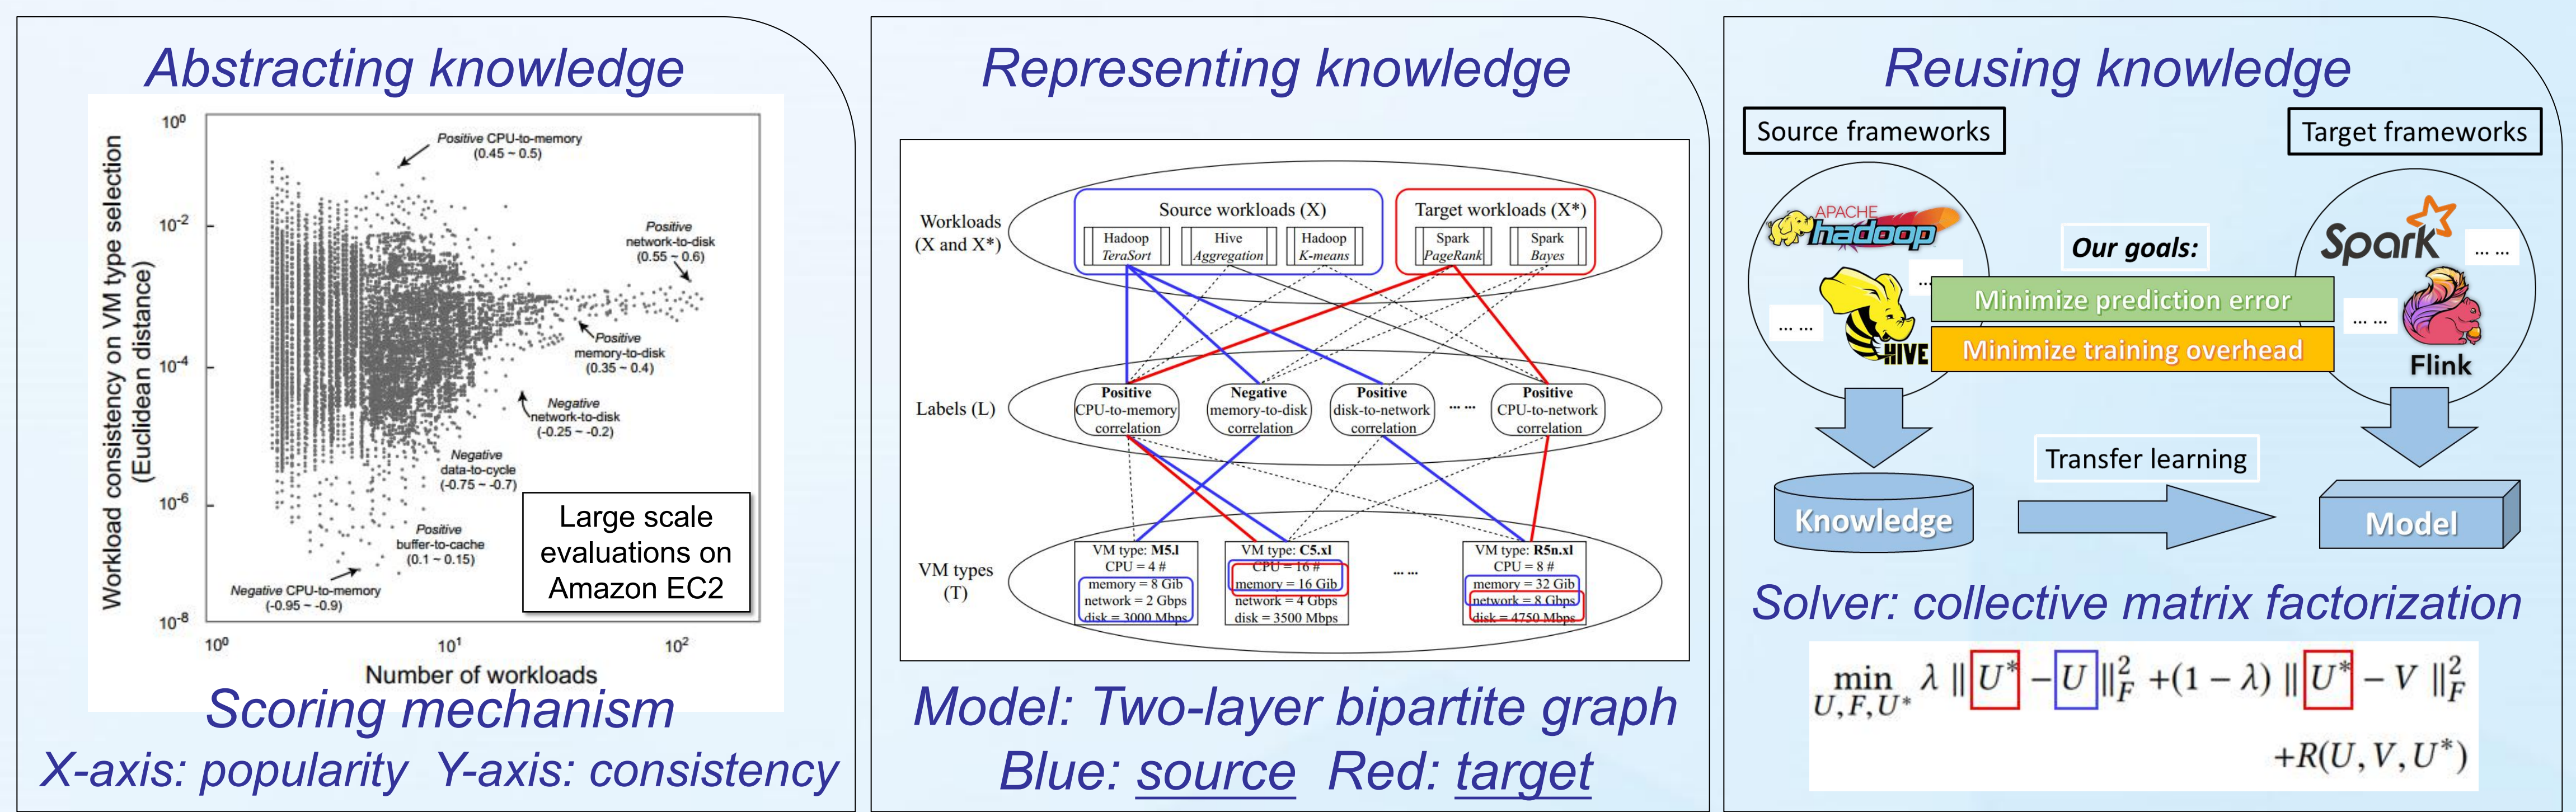 Abstracting knowledge
10⁰
10⁻²
10⁻⁴
10⁻⁶
10⁻⁸
10⁰
10¹
10²
Workload consistency on VM type selection
(Euclidean distance)
Number of workloads
Positive CPU-to-memory
(0.45 ~ 0.5)
Positive
network-to-disk
(0.55 ~ 0.6)
Positive
memory-to-disk
(0.35 ~ 0.4)
Negative
network-to-disk
(-0.25 ~ -0.2)
Negative
data-to-cycle
(-0.75 ~ -0.7)
Positive
buffer-to-cache
(0.1 ~ 0.15)
Negative CPU-to-memory
(-0.95 ~ -0.9)
Large scale
evaluations on
Amazon EC2
Scoring mechanism
X-axis: popularity Y-axis: consistency
Representing knowledge
Workloads
(X and X*)
Source workloads (X)
Target workloads (X*)
Hadoop
TeraSort
Hive
Aggregation
Hadoop
K-means
Spark
PageRank
Spark
Bayes
Labels (L)
Positive
CPU-to-memory
correlation
Negative
memory-to-disk
correlation
Positive
disk-to-network
correlation
... ...
Positive
CPU-to-network
correlation
VM types
(T)
VM type: M5.l
CPU = 4 #
memory = 8 Gib
network = 2 Gbps
disk = 3000 Mbps
VM type: C5.xl
CPU = 16 #
memory = 16 Gib
network = 4 Gbps
disk = 3500 Mbps
... ...
VM type: R5n.xl
CPU = 8 #
memory = 32 Gib
network = 8 Gbps
disk = 4750 Mbps
Model: Two-layer bipartite graph
Blue: source Red: target
Reusing knowledge
Source frameworks
Target frameworks
APACHE
hadoop
...
... ...
HIVE
Our goals:
Minimize prediction error
Minimize training overhead
Spark
... ...
... ...
Flink
Transfer learning
Knowledge
Model
Solver: collective matrix factorization
min λ ‖ U* − U ‖²_F +(1 − λ) ‖ U* − V ‖²_F
U,F,U*
+R(U, V, U*)